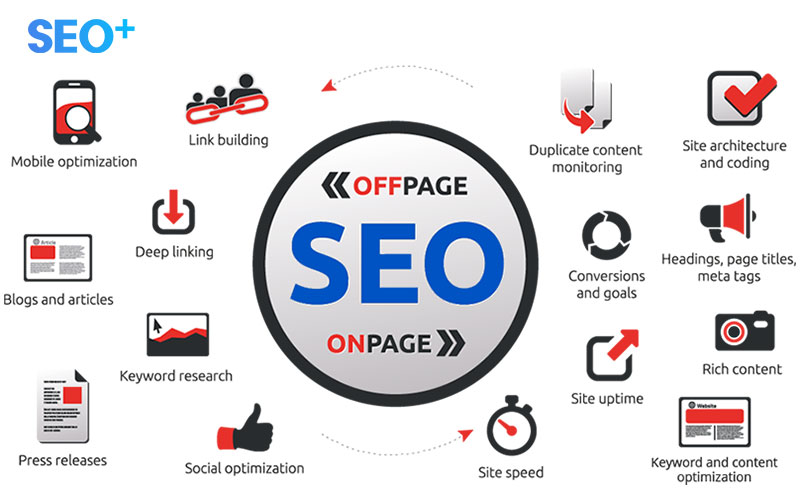 SEO+
Mobile optimization
Link building
Deep linking
Article
Blogs and articles
Keyword research
Press releases
Social optimization
OFFPAGE
SEO
ONPAGE
Duplicate content
monitoring
Site architecture
and coding
Conversions
and goals
Headings, page titles,
meta tags
Site uptime
Rich content
Site speed
Website
Keyword and content
optimization